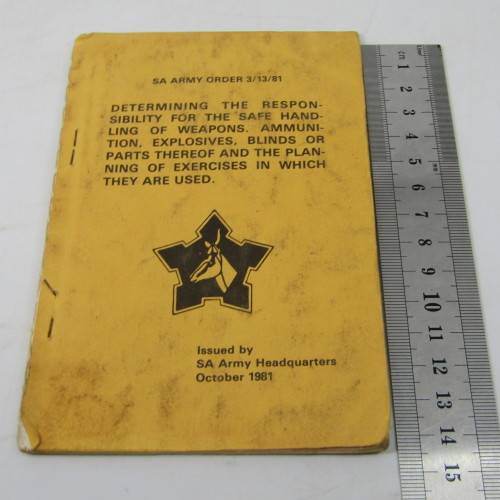 SA ARMY ORDER 3/13/81
DETERMINING THE RESPON-
SIBILITY FOR THE SAFE HAND-
LING OF WEAPONS. AMMUNI-
TION, EXPLOSIVES, BLINDS OR
PARTS THEREOF AND THE PLAN-
NING OF EXERCISES IN WHICH
THEY ARE USED.
Issued by
SA Army Headquarters
October 1981
cm
1
2
3
4
5
6
7
8
9
10
11
12
13
14
15